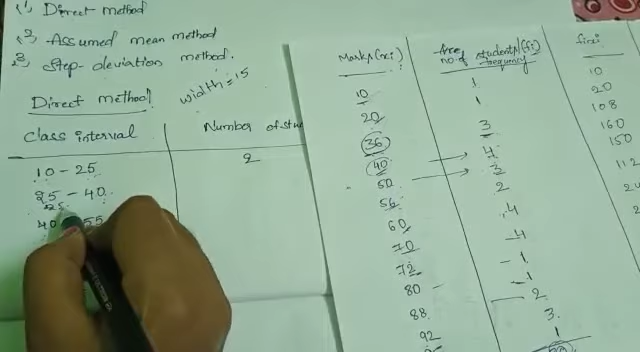 (1) Direct method
(2) Assumed mean method
3) Step-deviation method.
Direct method width=15
Class interval Number of stu
10 - 25 2
25 - 40
40 55
Marks(xi) no of students(fi) fixi
frequency
10 1 10
20 1 20
36 3 108
40 4 160
50 3 150
56 2 112
60 4 24
70 4 2
72 1
80 1
88 2
92 3
1